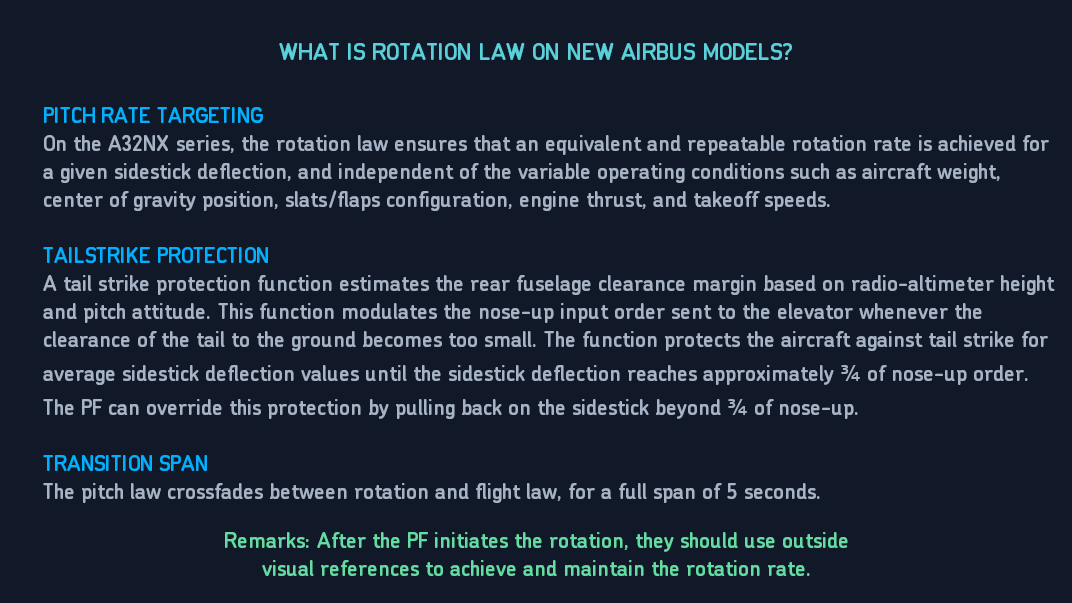 WHAT IS ROTATION LAW ON NEW AIRBUS MODELS?
PITCH RATE TARGETING
On the A32NX series, the rotation law ensures that an equivalent and repeatable rotation rate is achieved for
a given sidestick deflection, and independent of the variable operating conditions such as aircraft weight,
center of gravity position, slats/flaps configuration, engine thrust, and takeoff speeds.
TAILSTRIKE PROTECTION
A tail strike protection function estimates the rear fuselage clearance margin based on radio-altimeter height
and pitch attitude. This function modulates the nose-up input order sent to the elevator whenever the
clearance of the tail to the ground becomes too small. The function protects the aircraft against tail strike for
average sidestick deflection values until the sidestick deflection reaches approximately ¾ of nose-up order.
The PF can override this protection by pulling back on the sidestick beyond ¾ of nose-up.
TRANSITION SPAN
The pitch law crossfades between rotation and flight law, for a full span of 5 seconds.
Remarks: After the PF initiates the rotation, they should use outside
visual references to achieve and maintain the rotation rate.